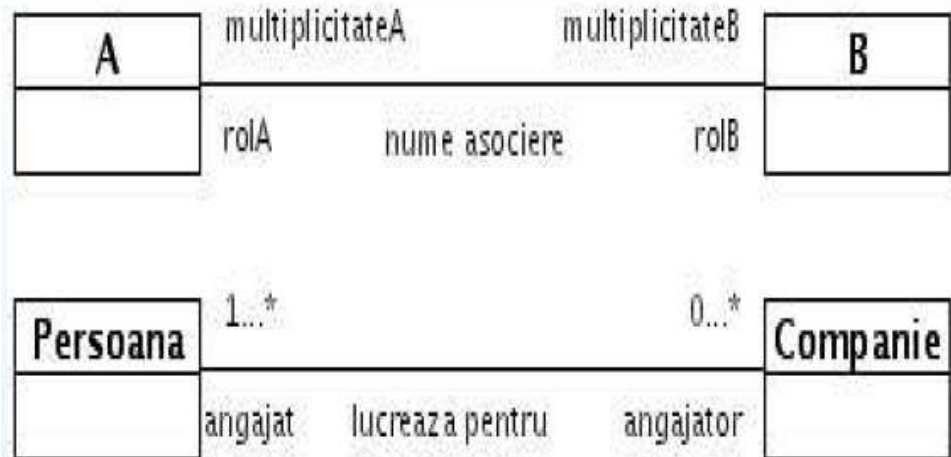 A multiplicitateA multiplicitateB B
rolA nume asociere rolB
Persoana 1...* 0...* Companie
angajat lucreaza pentru angajator